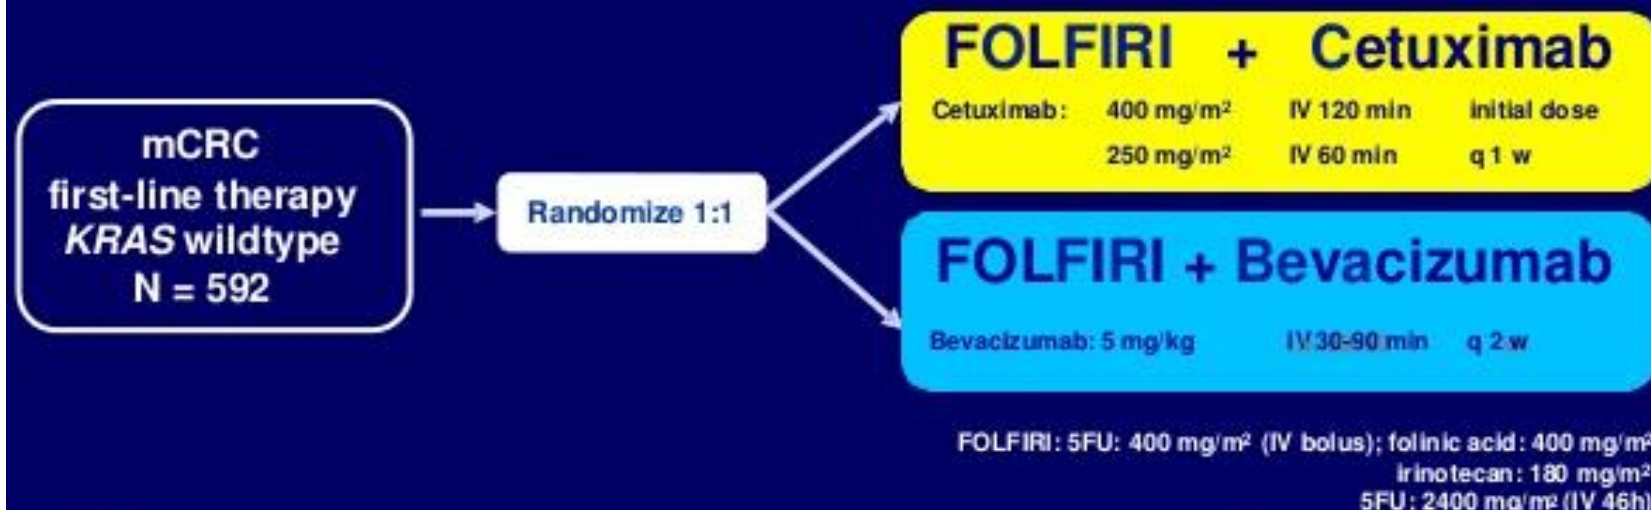 mCRC
first-line therapy
KRAS wildtype
N = 592
Randomize 1:1
FOLFIRI + Cetuximab
Cetuximab: 400 mg/m² IV 120 min initial dose
250 mg/m² IV 60 min q 1 w
FOLFIRI + Bevacizumab
Bevacizumab: 5 mg/kg IV 30-90 min q 2 w
FOLFIRI: 5FU: 400 mg/m² (IV bolus); folinic acid: 400 mg/m²
irinotecan: 180 mg/m²
5FU: 2400 mg/m² (IV 46h)